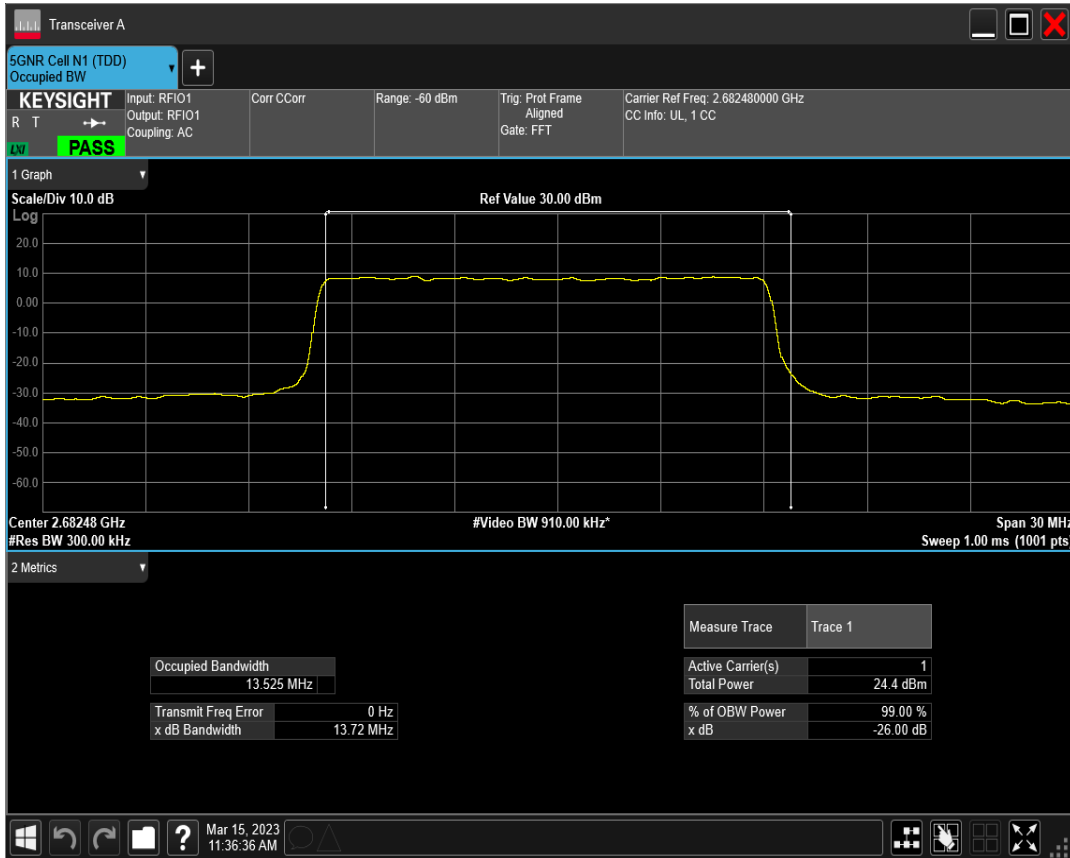 Transceiver A
5GNR Cell N1 (TDD)
Occupied BW
+
KEYSIGHT
R T
LXI
PASS
Input: RFIO1
Output: RFIO1
Coupling: AC
Corr CCorr
Range: -60 dBm
Trig: Prot Frame
Aligned
Gate: FFT
Carrier Ref Freq: 2.682480000 GHz
CC Info: UL, 1 CC
1 Graph
Scale/Div 10.0 dB
Ref Value 30.00 dBm
Log
20.0
10.0
0.00
-10.0
-20.0
-30.0
-40.0
-50.0
-60.0
Center 2.68248 GHz
#Video BW 910.00 kHz*
Span 30 MHz
#Res BW 300.00 kHz
Sweep 1.00 ms (1001 pts)
2 Metrics
Measure Trace Trace 1
Occupied Bandwidth
13.525 MHz
Active Carrier(s) 1
Total Power 24.4 dBm
Transmit Freq Error 0 Hz
x dB Bandwidth 13.72 MHz
% of OBW Power 99.00 %
x dB -26.00 dB
?
Mar 15, 2023
11:36:36 AM